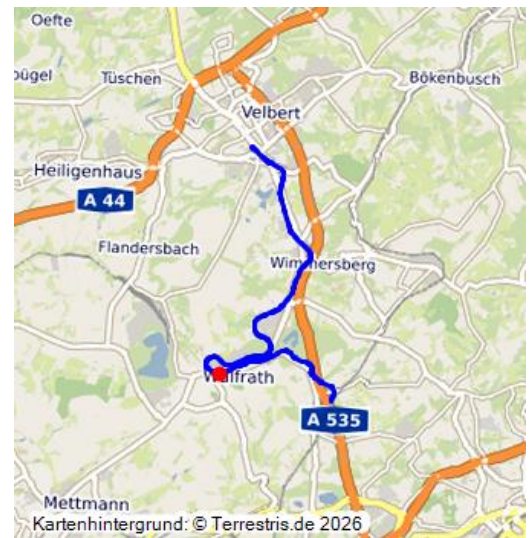 Oefte
Tüschen
Bökenbusch
Velbert
Heiligenhaus
A 44
Flandersbach
Wimmersberg
Wülfrath
A 535
Mettmann
Kartenhintergrund: © Terrestris.de 2026